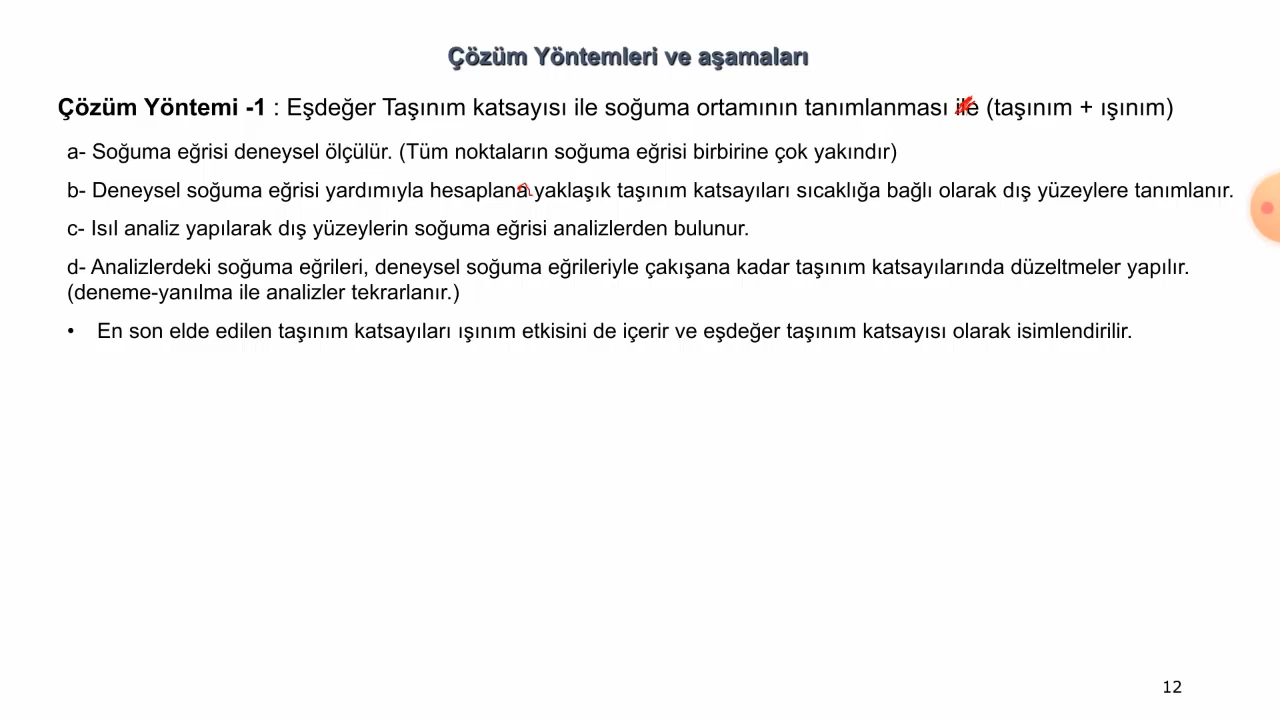 Çözüm Yöntemleri ve aşamaları
Çözüm Yöntemi -1 : Eşdeğer Taşınım katsayısı ile soğuma ortamının tanımlanması ile (taşınım + ışınım)
a- Soğuma eğrisi deneysel ölçülür. (Tüm noktaların soğuma eğrisi birbirine çok yakındır)
b- Deneysel soğuma eğrisi yardımıyla hesaplana yaklaşık taşınım katsayıları sıcaklığa bağlı olarak dış yüzeylere tanımlanır.
c- Isıl analiz yapılarak dış yüzeylerin soğuma eğrisi analizlerden bulunur.
d- Analizlerdeki soğuma eğrileri, deneysel soğuma eğrileriyle çakışana kadar taşınım katsayılarında düzeltmeler yapılır.
(deneme-yanılma ile analizler tekrarlanır.)
• En son elde edilen taşınım katsayıları ışınım etkisini de içerir ve eşdeğer taşınım katsayısı olarak isimlendirilir.
12